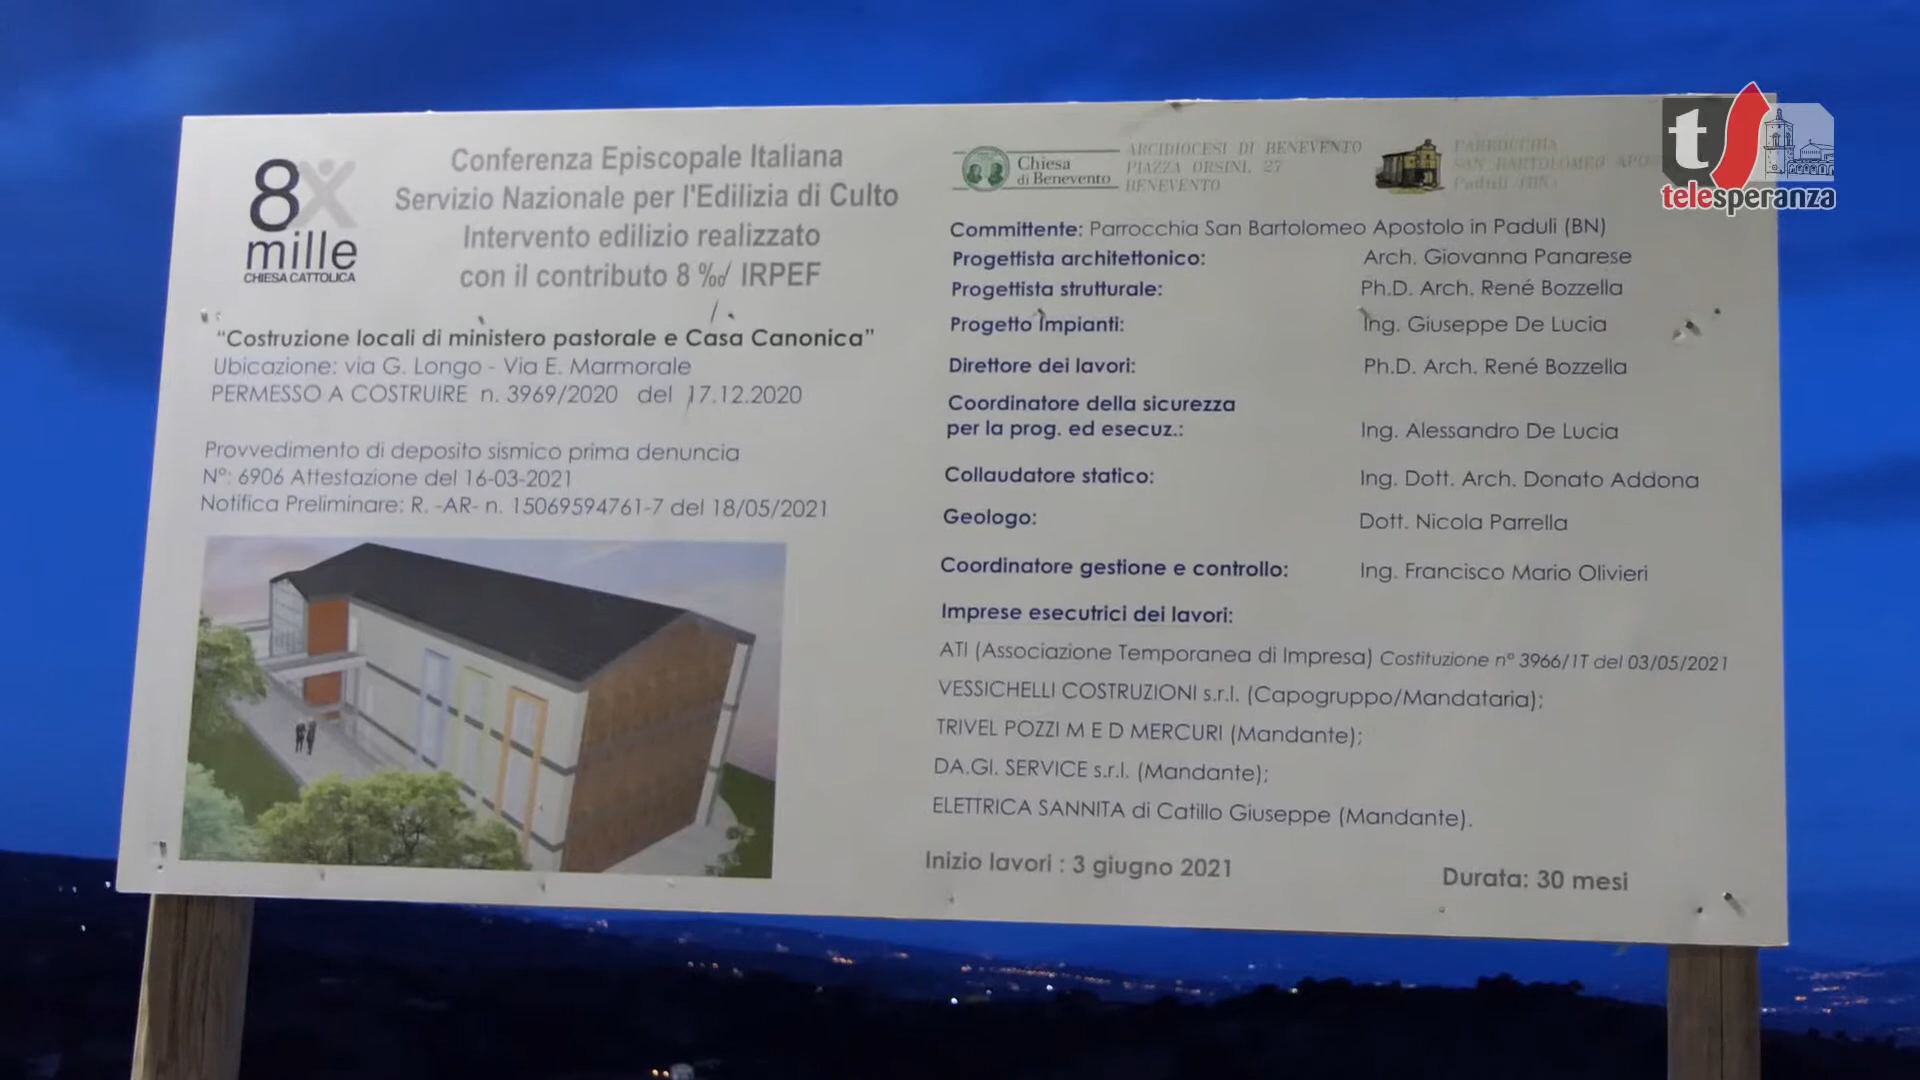 8X
mille
CHIESA CATTOLICA
Conferenza Episcopale Italiana
Servizio Nazionale per l'Edilizia di Culto
Intervento edilizio realizzato
con il contributo 8 ‰ IRPEF
"Costruzione locali di ministero pastorale e Casa Canonica"
Ubicazione: via G. Longo - Via E. Marmorale
PERMESSO A COSTRUIRE n. 3969/2020 del 17.12.2020
Provvedimento di deposito sismico prima denuncia
N°: 6906 Attestazione del 16-03-2021
Notifica Preliminare: R. -AR- n. 15069594761-7 del 18/05/2021
Chiesa
di Benevento
ARCIDIOCESI DI BENEVENTO
PIAZZA ORSINI, 27
BENEVENTO
PARROCCHIA
SAN BARTOLOMEO APOS
Paduli (BN)
Committente: Parrocchia San Bartolomeo Apostolo in Paduli (BN)
Progettista architettonico: Arch. Giovanna Panarese
Progettista strutturale: Ph.D. Arch. René Bozzella
Progetto Impianti: Ing. Giuseppe De Lucia
Direttore dei lavori: Ph.D. Arch. René Bozzella
Coordinatore della sicurezza
per la prog. ed esecuz.: Ing. Alessandro De Lucia
Collaudatore statico: Ing. Dott. Arch. Donato Addona
Geologo: Dott. Nicola Parrella
Coordinatore gestione e controllo: Ing. Francisco Mario Olivieri
Imprese esecutrici dei lavori:
ATI (Associazione Temporanea di Impresa) Costituzione n° 3966/1T del 03/05/2021
VESSICHELLI COSTRUZIONI s.r.l. (Capogruppo/Mandataria);
TRIVEL POZZI M E D MERCURI (Mandante);
DA.GI. SERVICE s.r.l. (Mandante);
ELETTRICA SANNITA di Catillo Giuseppe (Mandante).
Inizio lavori : 3 giugno 2021 Durata: 30 mesi
ts
telesperanza